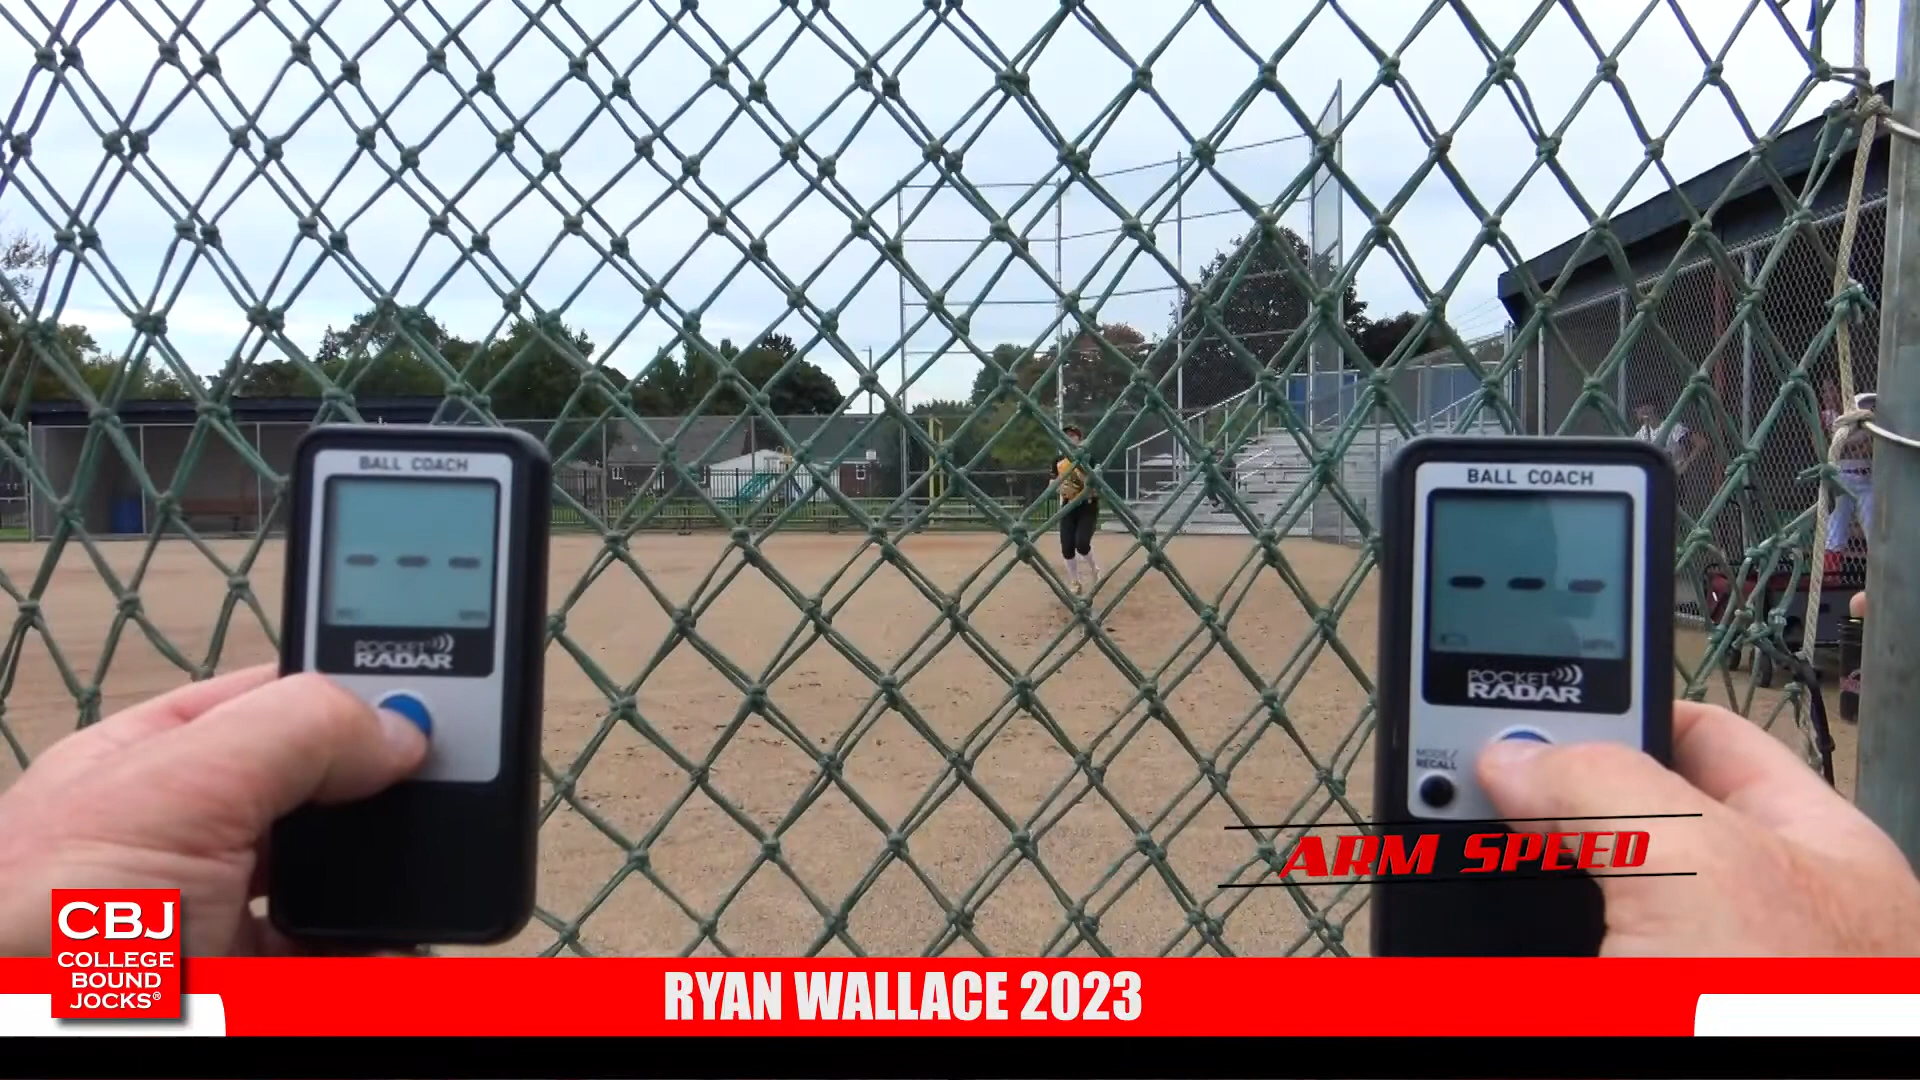 BALL COACH
POCKET
RADAR
BALL COACH
MPH
POCKET
RADAR
MODE/
RECALL
ARM SPEED
CBJ
COLLEGE
BOUND
JOCKS®
RYAN WALLACE 2023